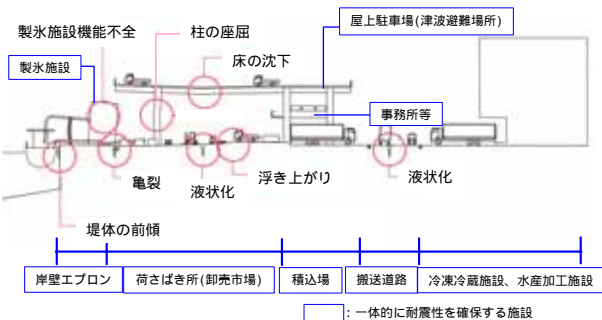 製氷施設機能不全
柱の座屈
屋上駐車場(津波避難場所)
製氷施設
床の沈下
事務所等
亀裂
液状化
浮き上がり
液状化
堤体の前傾
岸壁エプロン
荷さばき所(卸売市場)
積込場
搬送道路
冷凍冷蔵施設、水産加工施設
：一体的に耐震性を確保する施設